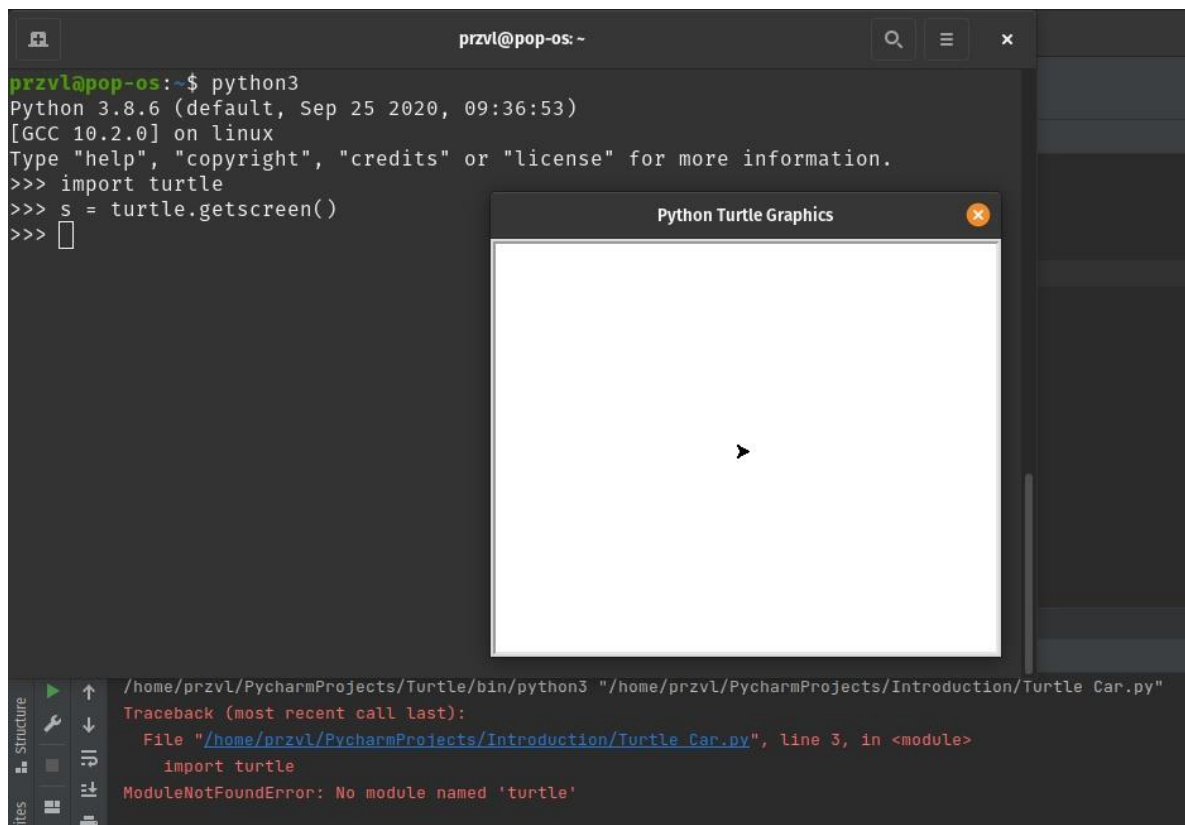 przvl@pop-os: ~
przvl@pop-os:~$ python3
Python 3.8.6 (default, Sep 25 2020, 09:36:53)
[GCC 10.2.0] on linux
Type "help", "copyright", "credits" or "license" for more information.
>>> import turtle
>>> s = turtle.getscreen()
>>>
Python Turtle Graphics
/home/przvl/PycharmProjects/Turtle/bin/python3 "/home/przvl/PycharmProjects/Introduction/Turtle Car.py"
Traceback (most recent call last):
File "/home/przvl/PycharmProjects/Introduction/Turtle Car.py", line 3, in <module>
import turtle
ModuleNotFoundError: No module named 'turtle'
Structure